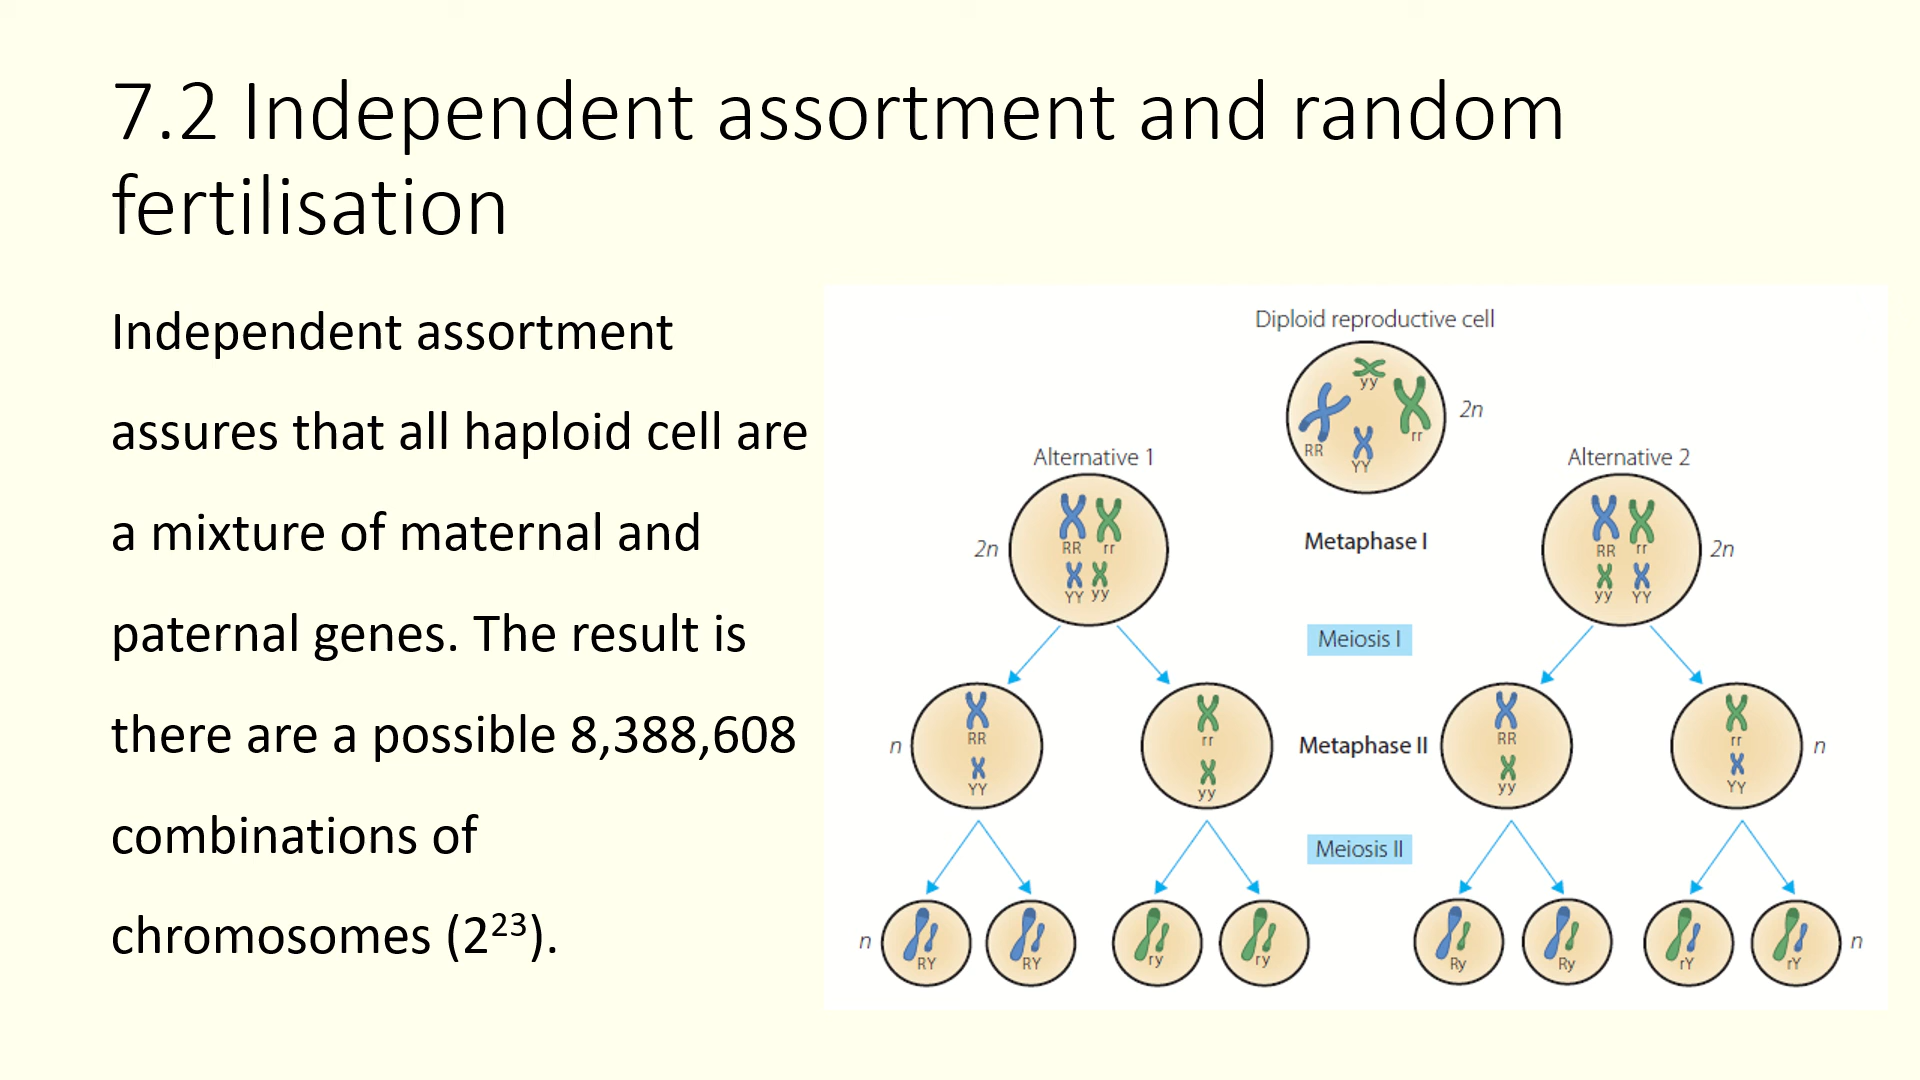 7.2 Independent assortment and random
fertilisation
Independent assortment
assures that all haploid cell are
a mixture of maternal and
paternal genes. The result is
there are a possible 8,388,608
combinations of
chromosomes (2²³).
Diploid reproductive cell
yy
RR
rr
YY
2n
Alternative 1
Alternative 2
2n
RR rr
YY yy
Metaphase I
RR rr
yy YY
2n
Meiosis I
n
RR
YY
rr
yy
Metaphase II
RR
yy
rr
YY
n
Meiosis II
n
RY
RY
ry
ry
Ry
Ry
rY
rY
n